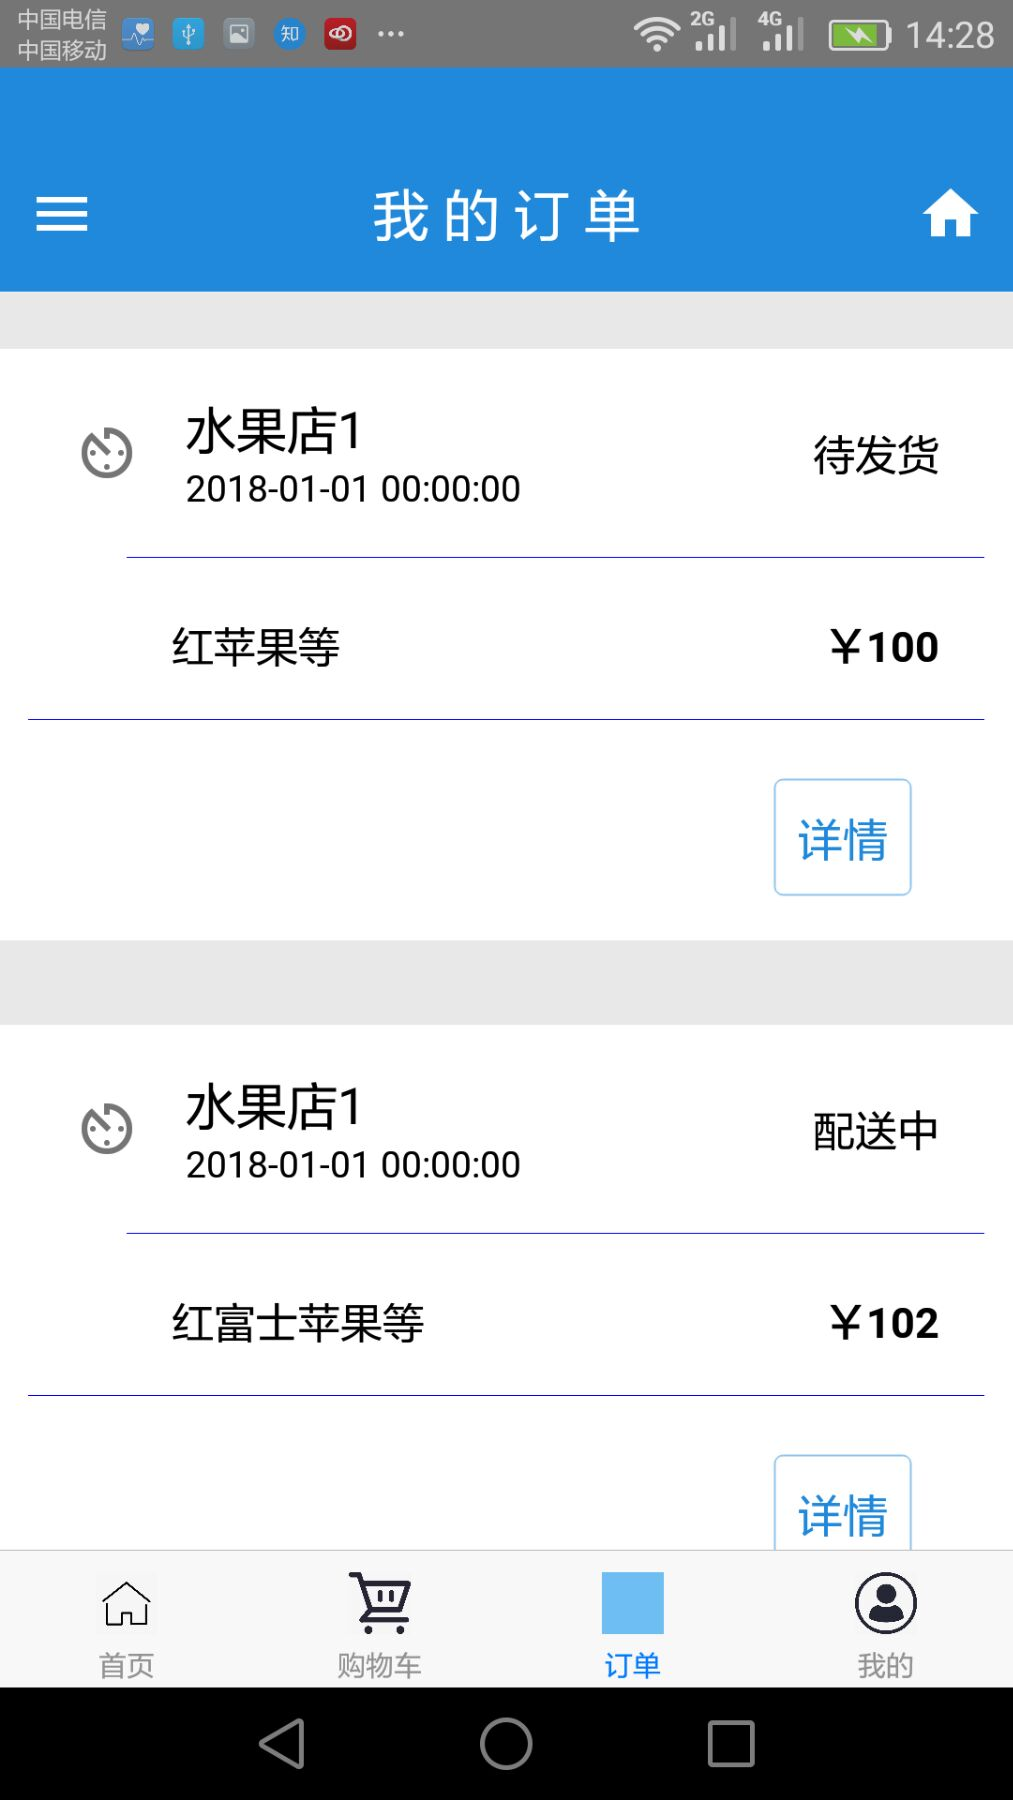 中国电信
中国移动
知
2G
4G
14:28
我的订单
水果店1
2018-01-01 00:00:00
待发货
红苹果等
￥100
详情
水果店1
2018-01-01 00:00:00
配送中
红富士苹果等
￥102
详情
首页
购物车
订单
我的